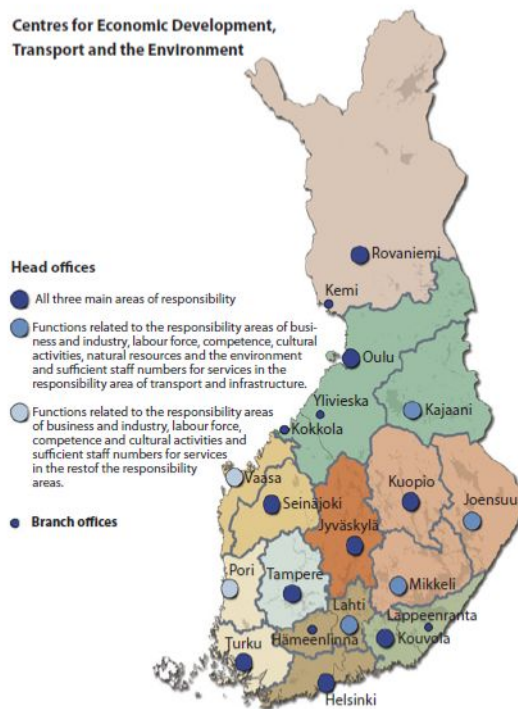 Centres for Economic Development,
Transport and the Environment
Rovaniemi
Head offices
All three main areas of responsibility
Kemi
Functions related to the responsibility areas of busi-
ness and industry, labour force, competence, cultural
activities, natural resources and the environment
and sufficient staff numbers for services in the
responsibility area of transport and infrastructure.
Oulu
Ylivieska
Kajaani
Functions related to the responsibility areas
of business and industry, labour force,
competence and cultural activities and
sufficient staff numbers for services
in the restof the responsibility
areas.
Kokkola
Vaasa
Kuopio
Joensuu
Seinäjoki
Branch offices
Jyväskylä
Pori
Tampere
Mikkeli
Lahti
Lappeenranta
Hämeenlinna
Kouvola
Turku
Helsinki